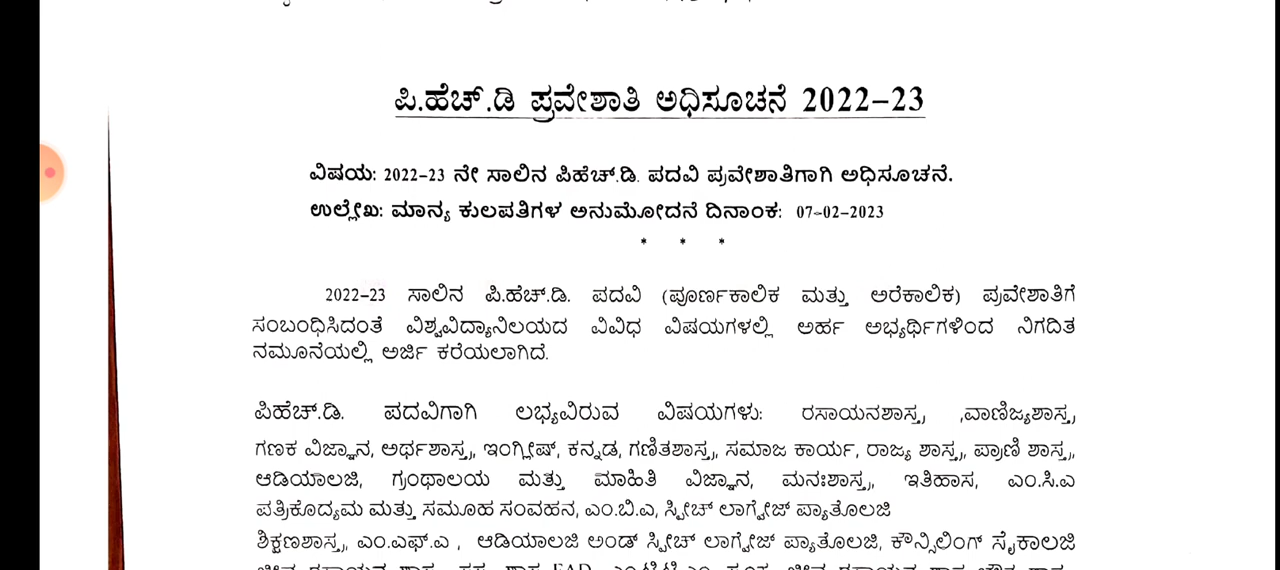 ಪಿ.ಹೆಚ್.ಡಿ ಪ್ರವೇಶಾತಿ ಅಧಿಸೂಚನೆ 2022-23
ವಿಷಯ: 2022-23 ನೇ ಸಾಲಿನ ಪಿಹೆಚ್.ಡಿ. ಪದವಿ ಪ್ರವೇಶಾತಿಗಾಗಿ ಅಧಿಸೂಚನೆ.
ಉಲ್ಲೇಖ: ಮಾನ್ಯ ಕುಲಪತಿಗಳ ಅನುಮೋದನೆ ದಿನಾಂಕ: 07-02-2023
* * *
2022-23 ಸಾಲಿನ ಪಿ.ಹೆಚ್.ಡಿ. ಪದವಿ (ಪೂರ್ಣಕಾಲಿಕ ಮತ್ತು ಅರೆಕಾಲಿಕ) ಪ್ರವೇಶಾತಿಗೆ
ಸಂಬಂಧಿಸಿದಂತೆ ವಿಶ್ವವಿದ್ಯಾನಿಲಯದ ವಿವಿಧ ವಿಷಯಗಳಲ್ಲಿ ಅರ್ಹ ಅಭ್ಯರ್ಥಿಗಳಿಂದ ನಿಗದಿತ
ನಮೂನೆಯಲ್ಲಿ ಅರ್ಜಿ ಕರೆಯಲಾಗಿದೆ.
ಪಿಹೆಚ್.ಡಿ. ಪದವಿಗಾಗಿ ಲಭ್ಯವಿರುವ ವಿಷಯಗಳು: ರಸಾಯನಶಾಸ್ತ್ರ ,ವಾಣಿಜ್ಯಶಾಸ್ತ್ರ,
ಗಣಕ ವಿಜ್ಞಾನ, ಅರ್ಥಶಾಸ್ತ್ರ, ಇಂಗ್ಲೀಷ್, ಕನ್ನಡ, ಗಣಿತಶಾಸ್ತ್ರ, ಸಮಾಜ ಕಾರ್ಯ, ರಾಜ್ಯ ಶಾಸ್ತ್ರ, ಪ್ರಾಣಿ ಶಾಸ್ತ್ರ,
ಆಡಿಯಾಲಜಿ, ಗ್ರಂಥಾಲಯ ಮತ್ತು ಮಾಹಿತಿ ವಿಜ್ಞಾನ, ಮನಃಶಾಸ್ತ್ರ, ಇತಿಹಾಸ, ಎಂ.ಸಿ.ಎ
ಪತ್ರಿಕೊದ್ಯಮ ಮತ್ತು ಸಮೂಹ ಸಂವಹನ, ಎಂ.ಬಿ.ಎ, ಸ್ಪೀಚ್ ಲಾಗ್ವೇಜ್ ಪ್ಯಾತೊಲಜಿ
ಶಿಕ್ಷಣಶಾಸ್ತ್ರ, ಎಂ.ಎಫ್.ಎ , ಆಡಿಯಾಲಜಿ ಅಂಡ್ ಸ್ಪೀಚ್ ಲಾಗ್ವೇಜ್ ಪ್ಯಾತೊಲಜಿ, ಕೌನ್ಸಿಲಿಂಗ್ ಸೈಕಾಲಜಿ